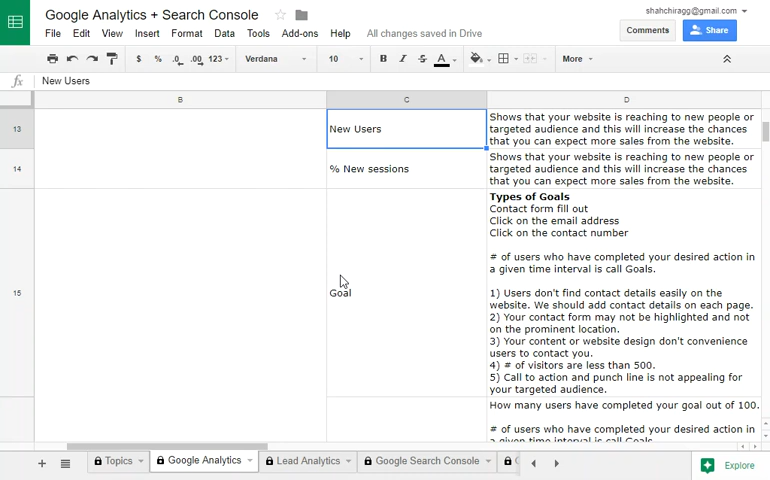 Google Analytics + Search Console
shahchiragg@gmail.com
File Edit View Insert Format Data Tools Add-ons Help All changes saved in Drive
Comments
Share
$ % .0 .00 123 Verdana 10 B I S A More
fx New Users
B C D
13
New Users
Shows that your website is reaching to new people or
targeted audience and this will increase the chances
that you can expect more sales from the website.
14
% New sessions
Shows that your website is reaching to new people or
targeted audience and this will increase the chances
that you can expect more sales from the website.
15
Goal
Types of Goals
Contact form fill out
Click on the email address
Click on the contact number
# of users who have completed your desired action in
a given time interval is call Goals.
1) Users don't find contact details easily on the
website. We should add contact details on each page.
2) Your contact form may not be highlighted and not
on the prominent location.
3) Your content or website design don't convenience
users to contact you.
4) # of visitors are less than 500.
5) Call to action and punch line is not appealing for
your targeted audience.
How many users have completed your goal out of 100.
# of users who have completed your desired action in
a given time interval is call Goals.
Topics Google Analytics Lead Analytics Google Search Console
Explore